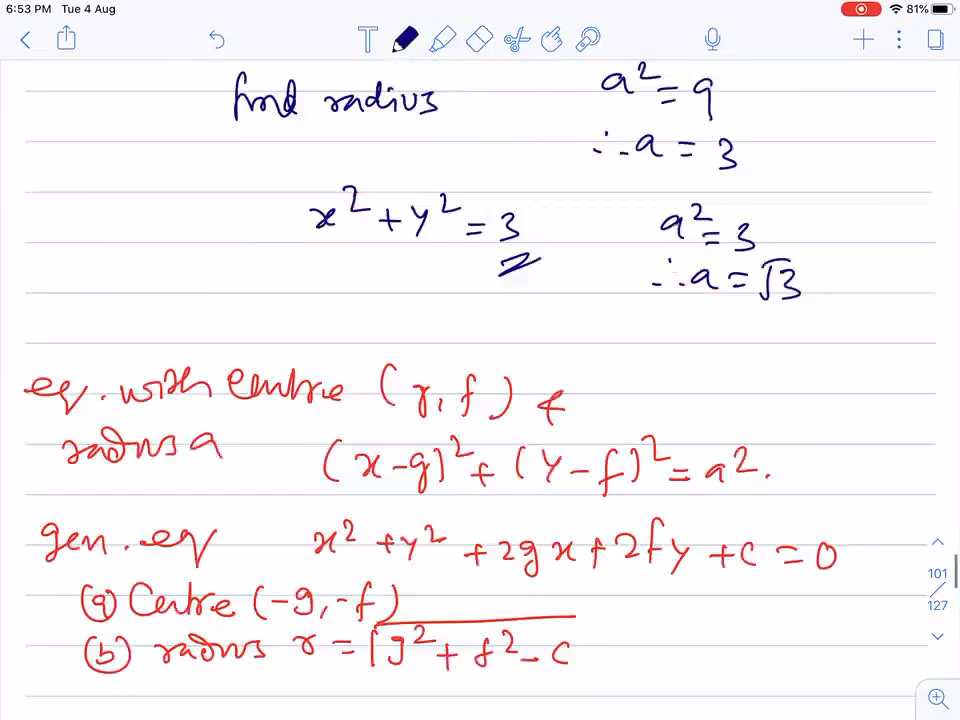 6:53 PM Tue 4 Aug 81%
find radius a² = 9
∴ a = 3
x² + y² = 3 a² = 3
∴ a = √3
eq. with centre (g, f) &
radius a (x - g)² + (y - f)² = a².
gen. eq x² + y² + 2gx + 2fy + c = 0
(a) Centre (-g, -f)
(b) radius r = √g² + f² - c
101
/
127